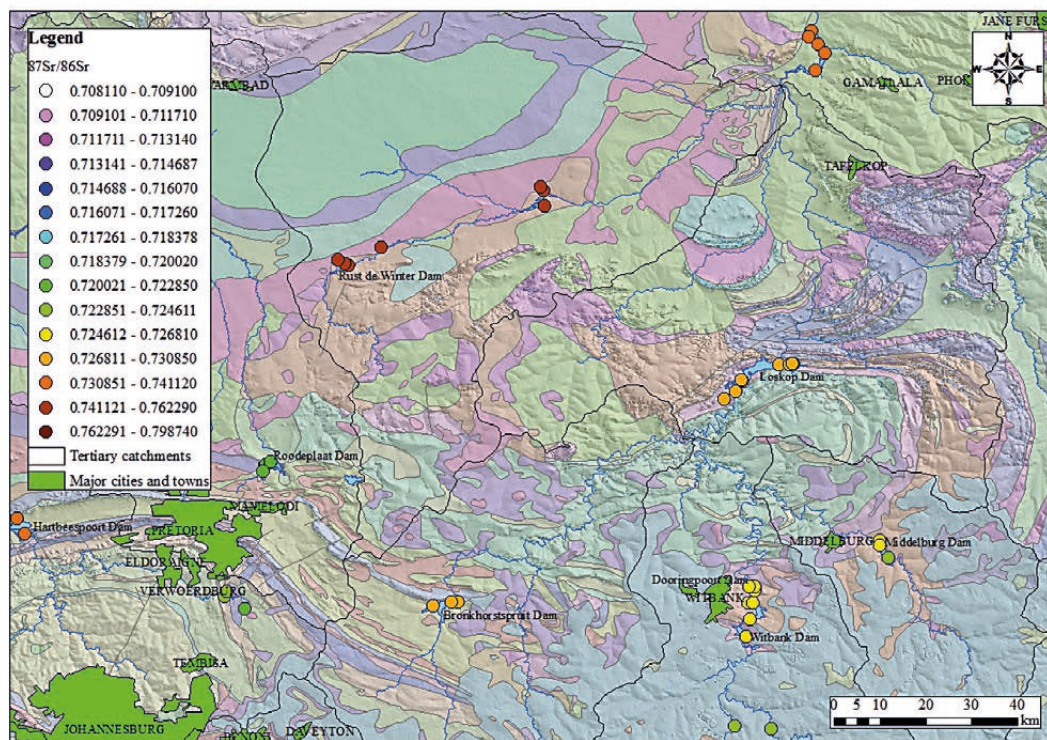 Legend
87Sr/86Sr
0.708110 - 0.709100
0.709101 - 0.711710
0.711711 - 0.713140
0.713141 - 0.714687
0.714688 - 0.716070
0.716071 - 0.717260
0.717261 - 0.718378
0.718379 - 0.720020
0.720021 - 0.722850
0.722851 - 0.724611
0.724612 - 0.726810
0.726811 - 0.730850
0.730851 - 0.741120
0.741121 - 0.762290
0.762291 - 0.798740
Tertiary catchments
Major cities and towns
JANE FURS
N
W E
S
GAMATLALA
TAFELKOP
Rust de Winter Dam
Loskop Dam
Roodeplaat Dam
MAMELODI
Hartbeespoort Dam
PRETORIA
ELDORAIGNE
VERWOERDBURG
MIDDELBURG
Middelburg Dam
Dooringpoort Dam
WITBANK
Bronkhorstspruit Dam
Witbank Dam
TEMBISA
JOHANNESBURG
DAVEYTON
0 5 10 20 30 40
km